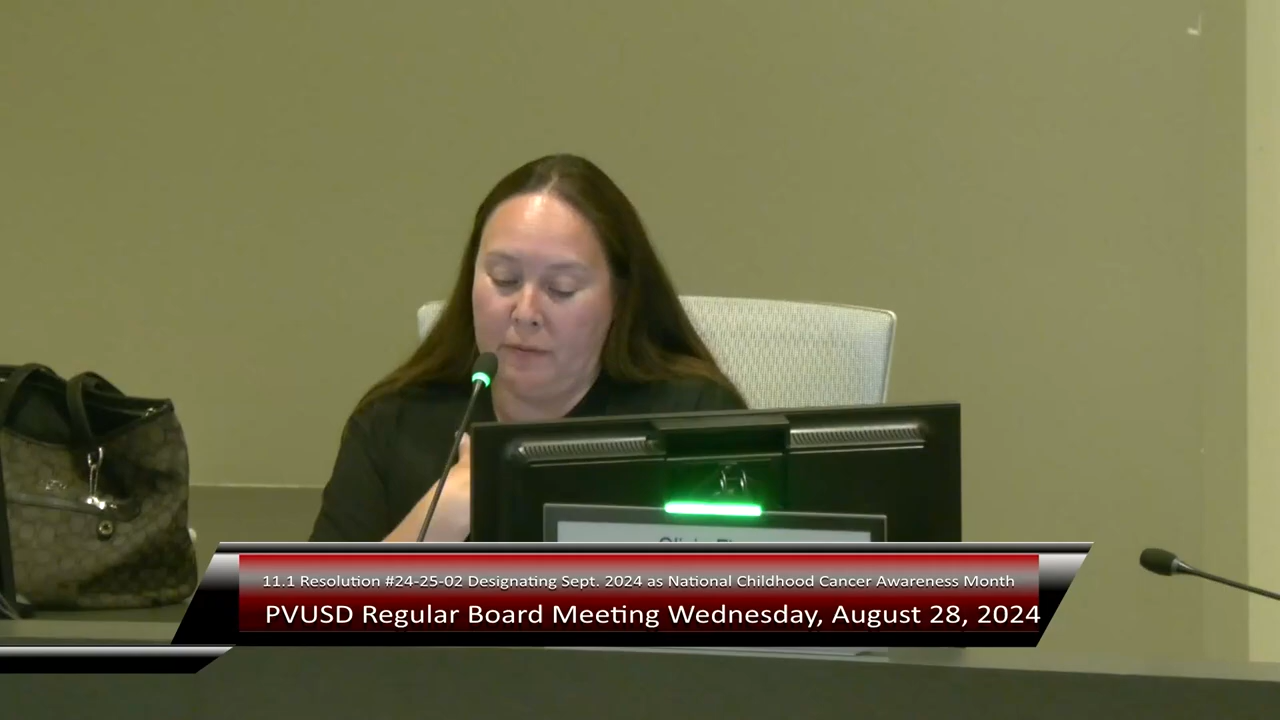 11.1 Resolution #24-25-02 Designating Sept. 2024 as National Childhood Cancer Awareness Month
PVUSD Regular Board Meeting Wednesday, August 28, 2024